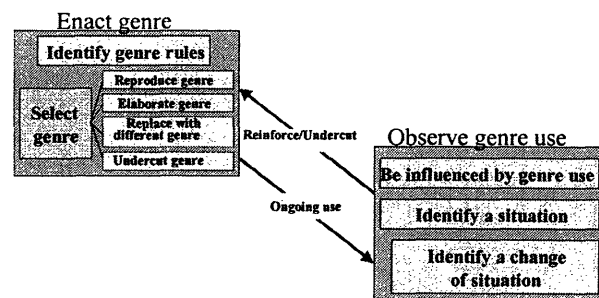 Enact genre
Identify genre rules
Select
genre
Reproduce genre
Elaborate genre
Replace with
different genre
Undercut genre
Reinforce/Undercut
Ongoing use
Observe genre use
Be influenced by genre use
Identify a situation
Identify a change
of situation